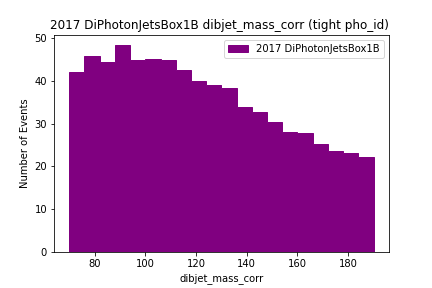 2017 DiPhotonJetsBox1B dibjet_mass_corr (tight pho_id)
2017 DiPhotonJetsBox1B
Number of Events
50
40
30
20
10
0
80 100 120 140 160 180
dibjet_mass_corr